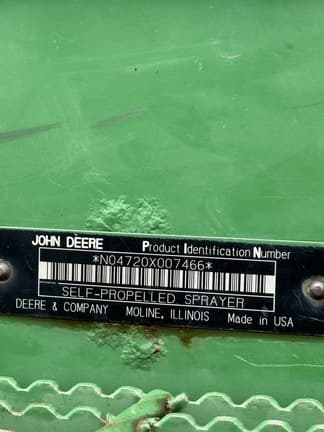 JOHN DEERE Product Identification Number
*N04720X007466*
SELF-PROPELLED SPRAYER
DEERE & COMPANY MOLINE, ILLINOIS Made in USA